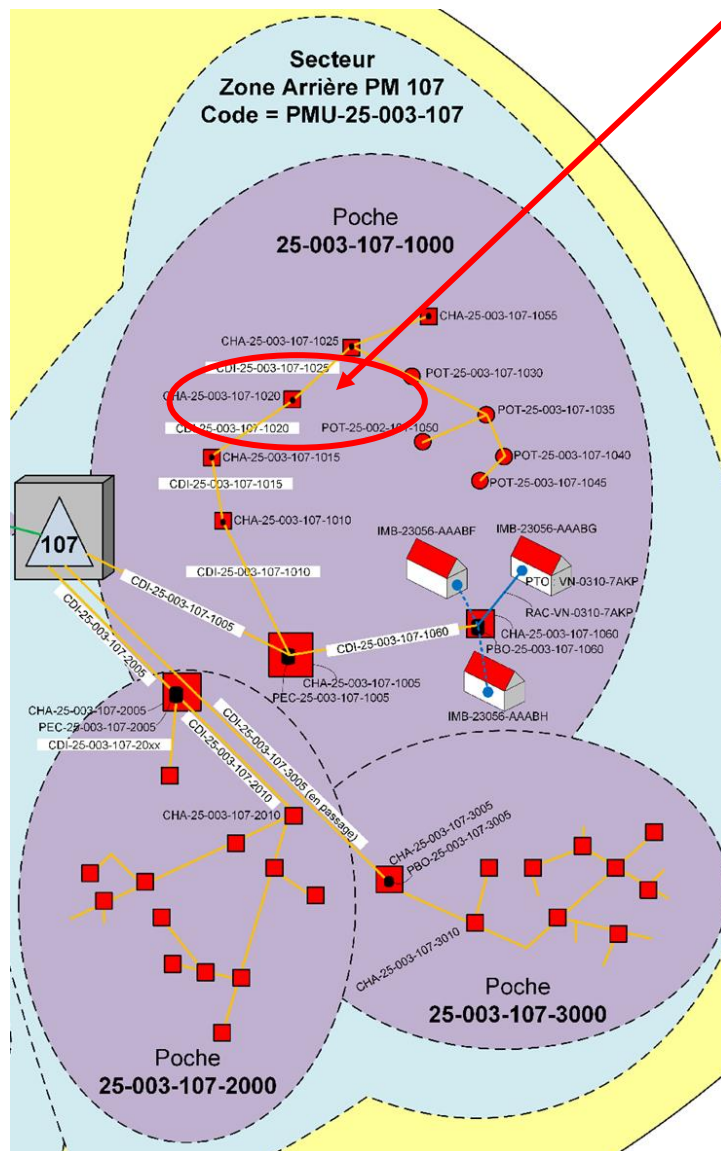 Secteur
Zone Arrière PM 107
Code = PMU-25-003-107
Poche
25-003-107-1000
CHA-25-003-107-1055
CHA-25-003-107-1025
CDI-25-003-107-1025
POT-25-003-107-1030
CHA-25-003-107-1020
POT-25-003-107-1035
CDI-25-003-107-1020
POT-25-002-101-1050
CHA-25-003-107-1015
POT-25-003-107-1040
CDI-25-003-107-1015
POT-25-003-107-1045
CHA-25-003-107-1010
IMB-23056-AAABF
IMB-23056-AAABG
107
CDI-25-003-107-1010
PTO : VN-0310-7AKP
CDI-25-003-107-1005
RAC-VN-0310-7AKP
CDI-25-003-107-1060
CHA-25-003-107-1060
PBO-25-003-107-1060
CDI-25-003-107-2005
CHA-25-003-107-1005
PEC-25-003-107-1005
CHA-25-003-107-2005
PEC-25-003-107-2005
IMB-23056-AAABH
CDI-25-003-107-20xx
CDI-25-003-107-3005 (en passage)
CDI-25-003-107-2010
CHA-25-003-107-2010
CHA-25-003-107-3005
PBO-25-003-107-3005
CHA-25-003-107-3010
Poche
25-003-107-3000
Poche
25-003-107-2000